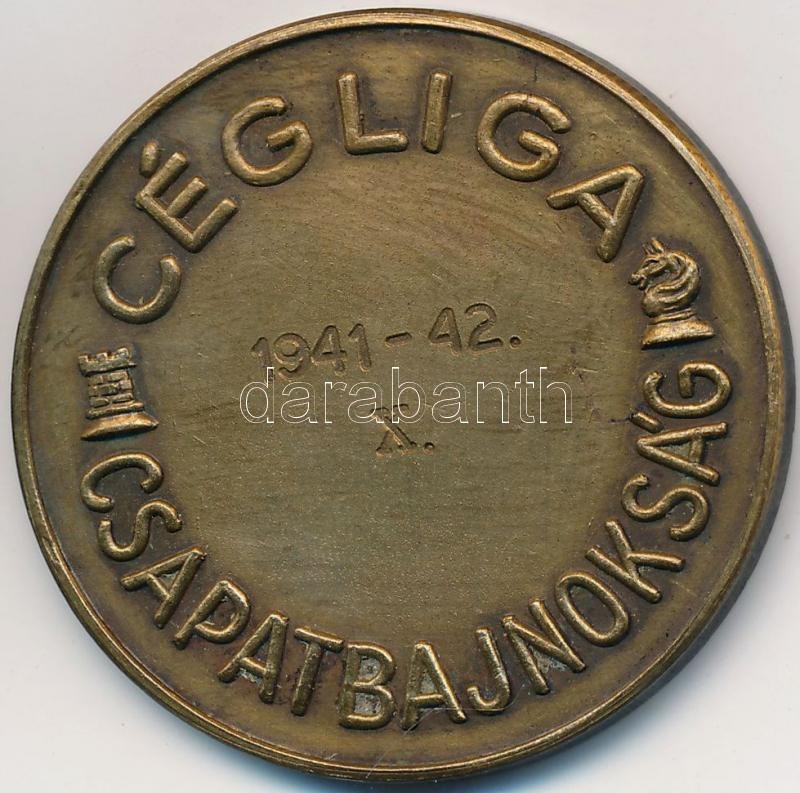 CÉGLIGA
1941-42.
darabanth
X.
CSAPATBAJNOKSÁG